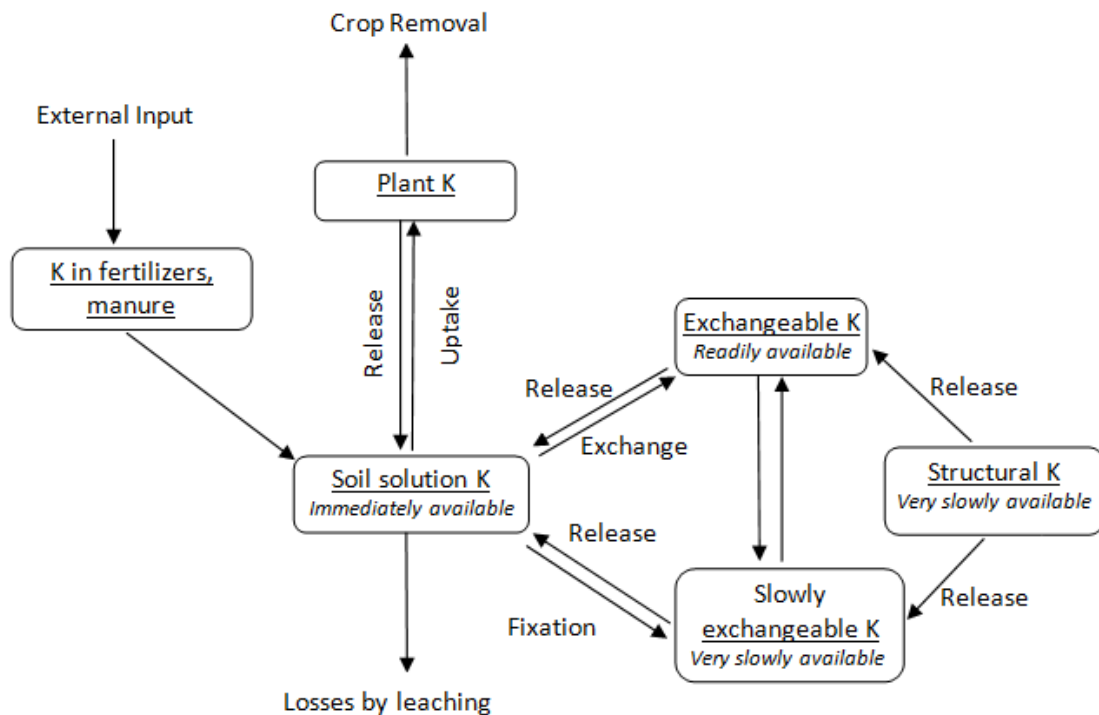 Crop Removal
External Input
Plant K
K in fertilizers,
manure
Release
Uptake
Exchangeable K
Readily available
Release
Exchange
Release
Soil solution K
Immediately available
Structural K
Very slowly available
Release
Fixation
Slowly
exchangeable K
Very slowly available
Release
Losses by leaching